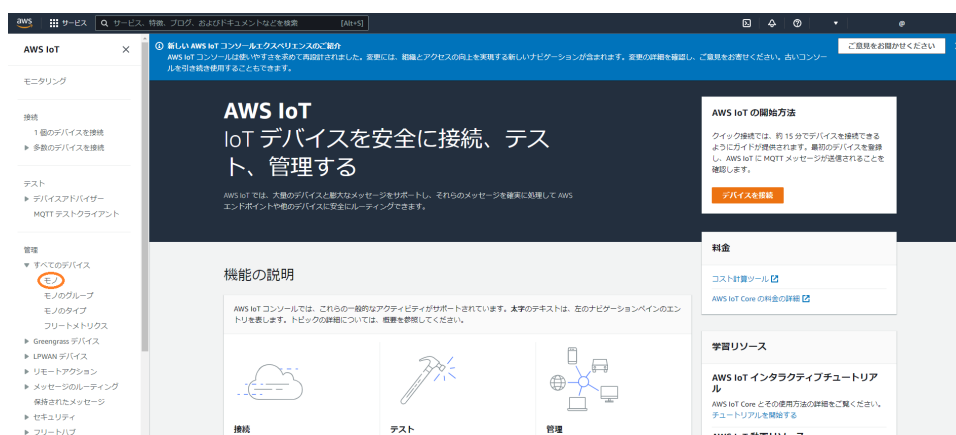 aws サービス サービス、特徴、ブログ、およびドキュメントなどを検索 [Alt+S] @
AWS IoT
モニタリング
接続
1 個のデバイスを接続
多数のデバイスを接続
テスト
デバイスアドバイザー
MQTT テストクライアント
管理
すべてのデバイス
モノ
モノのグループ
モノのタイプ
フリートメトリクス
Greengrass デバイス
LPWAN デバイス
リモートアクション
メッセージのルーティング
保持されたメッセージ
セキュリティ
フリートハブ
新しい AWS IoT コンソールエクスペリエンスのご紹介
AWS IoT コンソールは使いやすさを求めて再設計されました。変更には、組織とアクセスの向上を実現する新しいナビゲーションが含まれます。変更の詳細を確認し、ご意見をお寄せください。古いコンソー
ルを引き続き使用することもできます。
ご意見をお聞かせください
AWS IoT
IoT デバイスを安全に接続、テス
ト、管理する
AWS IoT では、大量のデバイスと膨大なメッセージをサポートし、それらのメッセージを確実に処理して AWS
エンドポイントや他のデバイスに安全にルーティングできます。
AWS IoT の開始方法
クイック接続では、約 15 分でデバイスを接続できる
ようにガイドが提供されます。最初のデバイスを登録
し、AWS IoT に MQTT メッセージが送信されることを
確認します。
デバイスを接続
料金
コスト計算ツール
AWS IoT Core の料金の詳細
機能の説明
AWS IoT コンソールでは、これらの一般的なアクティビティがサポートされています。太字のテキストは、左のナビゲーションペインのエン
トリを表します。トピックの詳細については、概要を参照してください。
接続
テスト
管理
学習リソース
AWS IoT インタラクティブチュートリア
ル
AWS IoT Core とその使用方法の詳細をご覧ください。
チュートリアルを開始する